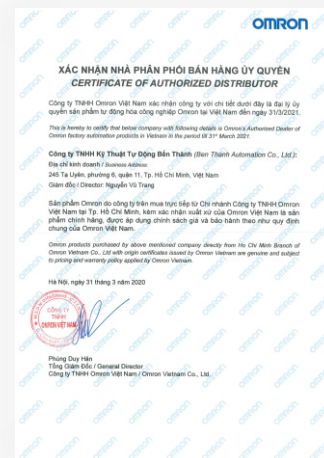 OMRON
XÁC NHẬN NHÀ PHÂN PHỐI BÁN HÀNG ỦY QUYỀN
CERTIFICATE OF AUTHORIZED DISTRIBUTOR
Công ty TNHH Omron Việt Nam xác nhận công ty với chi tiết dưới đây là đại lý ủy
quyền sản phẩm tự động hóa công nghiệp Omron tại Việt Nam đến ngày 31/3/2021.
This is hereby to certify that below company with following details is Omron's Authorized Dealer of
Omron factory automation products in Vietnam in the period till 31st March 2021.
Công ty TNHH Kỹ Thuật Tự Động Bến Thành (Ben Thanh Automation Co., Ltd.):
Địa chỉ kinh doanh / Business Address:
245 Tạ Uyên, phường 6, quận 11, Tp. Hồ Chí Minh, Việt Nam
Giám đốc / Director: Nguyễn Vũ Trang
Sản phẩm Omron do công ty trên mua trực tiếp từ Chi nhánh Công ty TNHH Omron
Việt Nam tại Tp. Hồ Chí Minh, kèm xác nhận xuất xứ của Omron Việt Nam là sản
phẩm chính hãng, được áp dụng chính sách giá và bảo hành theo như quy định
chung của Omron Việt Nam.
Omron products purchased by above mentioned company directly from Ho Chi Minh Branch of
Omron Vietnam Co., Ltd with origin certificates issued by Omron Vietnam are genuine and subject
to pricing and warranty policy applied by Omron Vietnam.
Hà Nội, ngày 31 tháng 3 năm 2020
CÔNG TY
TNHH
OMRON VIỆT NAM
Phùng Duy Hân
Tổng Giám Đốc / General Director
Công ty TNHH Omron Việt Nam / Omron Vietnam Co., Ltd.